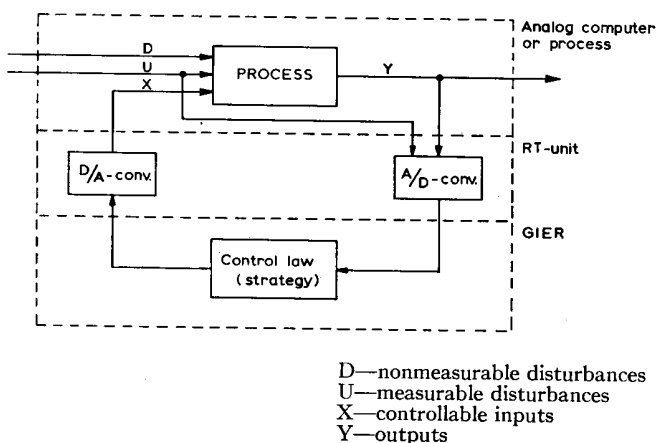 Analog computer
or process
D
U
X
PROCESS
Y
RT-unit
D/A-conv.
A/D-conv.
GIER
Control law
(strategy)
D—nonmeasurable disturbances
U—measurable disturbances
X—controllable inputs
Y—outputs